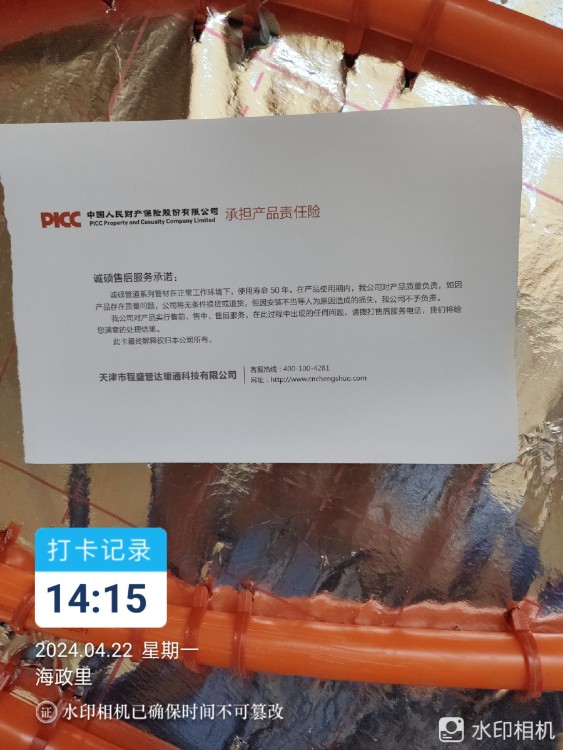 PICC 中国人民财产保险股份有限公司 承担产品责任险
PICC Property and Casualty Company Limited
诚硕售后服务承诺：
诚硕管道系列管材在正常工作环境下，使用寿命 50 年。在产品使用期内，我公司对产品质量负责，如因
产品存在质量问题，公司将无条件换货或退货，但因安装不当等人为原因造成的损失，我公司不予负责。
我公司对产品实行售前、售中、售后服务，在此过程中出现的任何问题，请拨打售后服务电话，我们将给
您满意的处理结果。
此卡最终解释权归本公司所有。
天津市程盛管达暖通科技有限公司
客服热线：400-100-4281
网址：http://www.cnchengshuo.com
打卡记录
14:15
2024.04.22 星期一
海政里
证 水印相机已确保时间不可篡改
水印相机